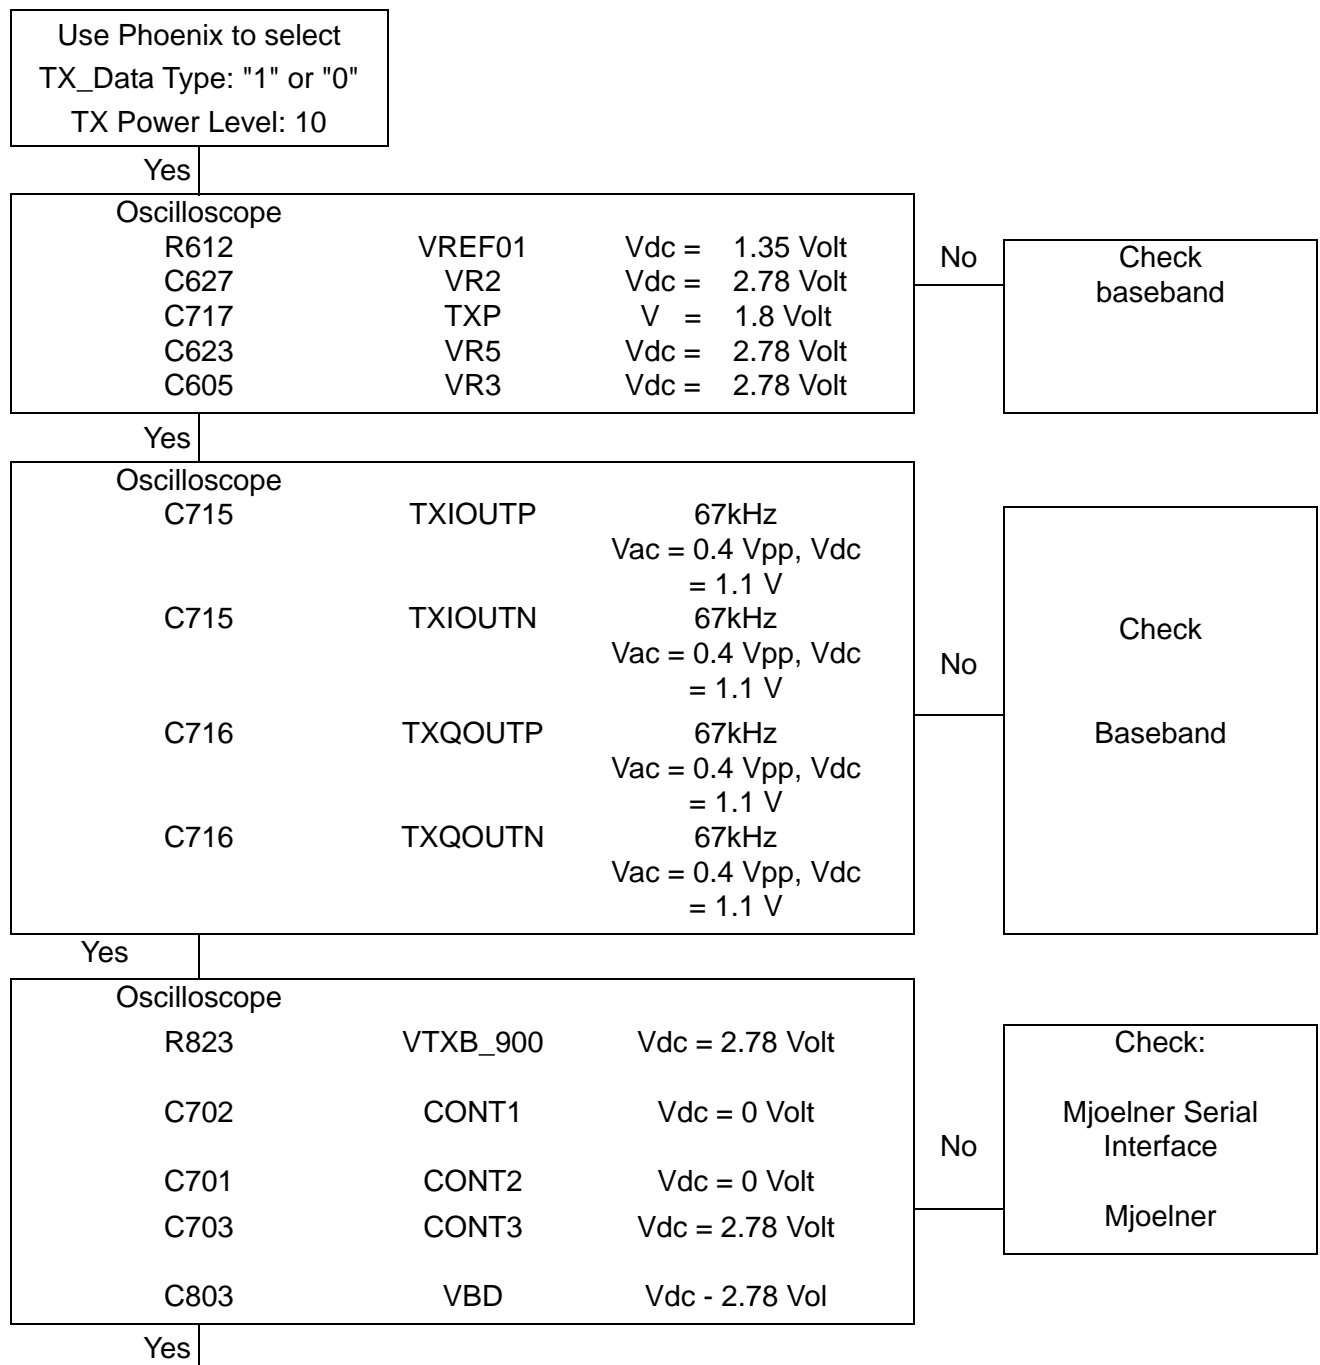 Use Phoenix to select
TX_Data Type: "1" or "0"
TX Power Level: 10
Yes
Oscilloscope
R612 VREF01 Vdc = 1.35 Volt
C627 VR2 Vdc = 2.78 Volt
C717 TXP V = 1.8 Volt
C623 VR5 Vdc = 2.78 Volt
C605 VR3 Vdc = 2.78 Volt
No
Check
baseband
Yes
Oscilloscope
C715 TXIOUTP 67kHz
Vac = 0.4 Vpp, Vdc
= 1.1 V
C715 TXIOUTN 67kHz
Vac = 0.4 Vpp, Vdc
= 1.1 V
C716 TXQOUTP 67kHz
Vac = 0.4 Vpp, Vdc
= 1.1 V
C716 TXQOUTN 67kHz
Vac = 0.4 Vpp, Vdc
= 1.1 V
No
Check
Baseband
Yes
Oscilloscope
R823 VTXB_900 Vdc = 2.78 Volt
C702 CONT1 Vdc = 0 Volt
C701 CONT2 Vdc = 0 Volt
C703 CONT3 Vdc = 2.78 Volt
C803 VBD Vdc - 2.78 Vol
No
Check:
Mjoelner Serial
Interface
Mjoelner
Yes